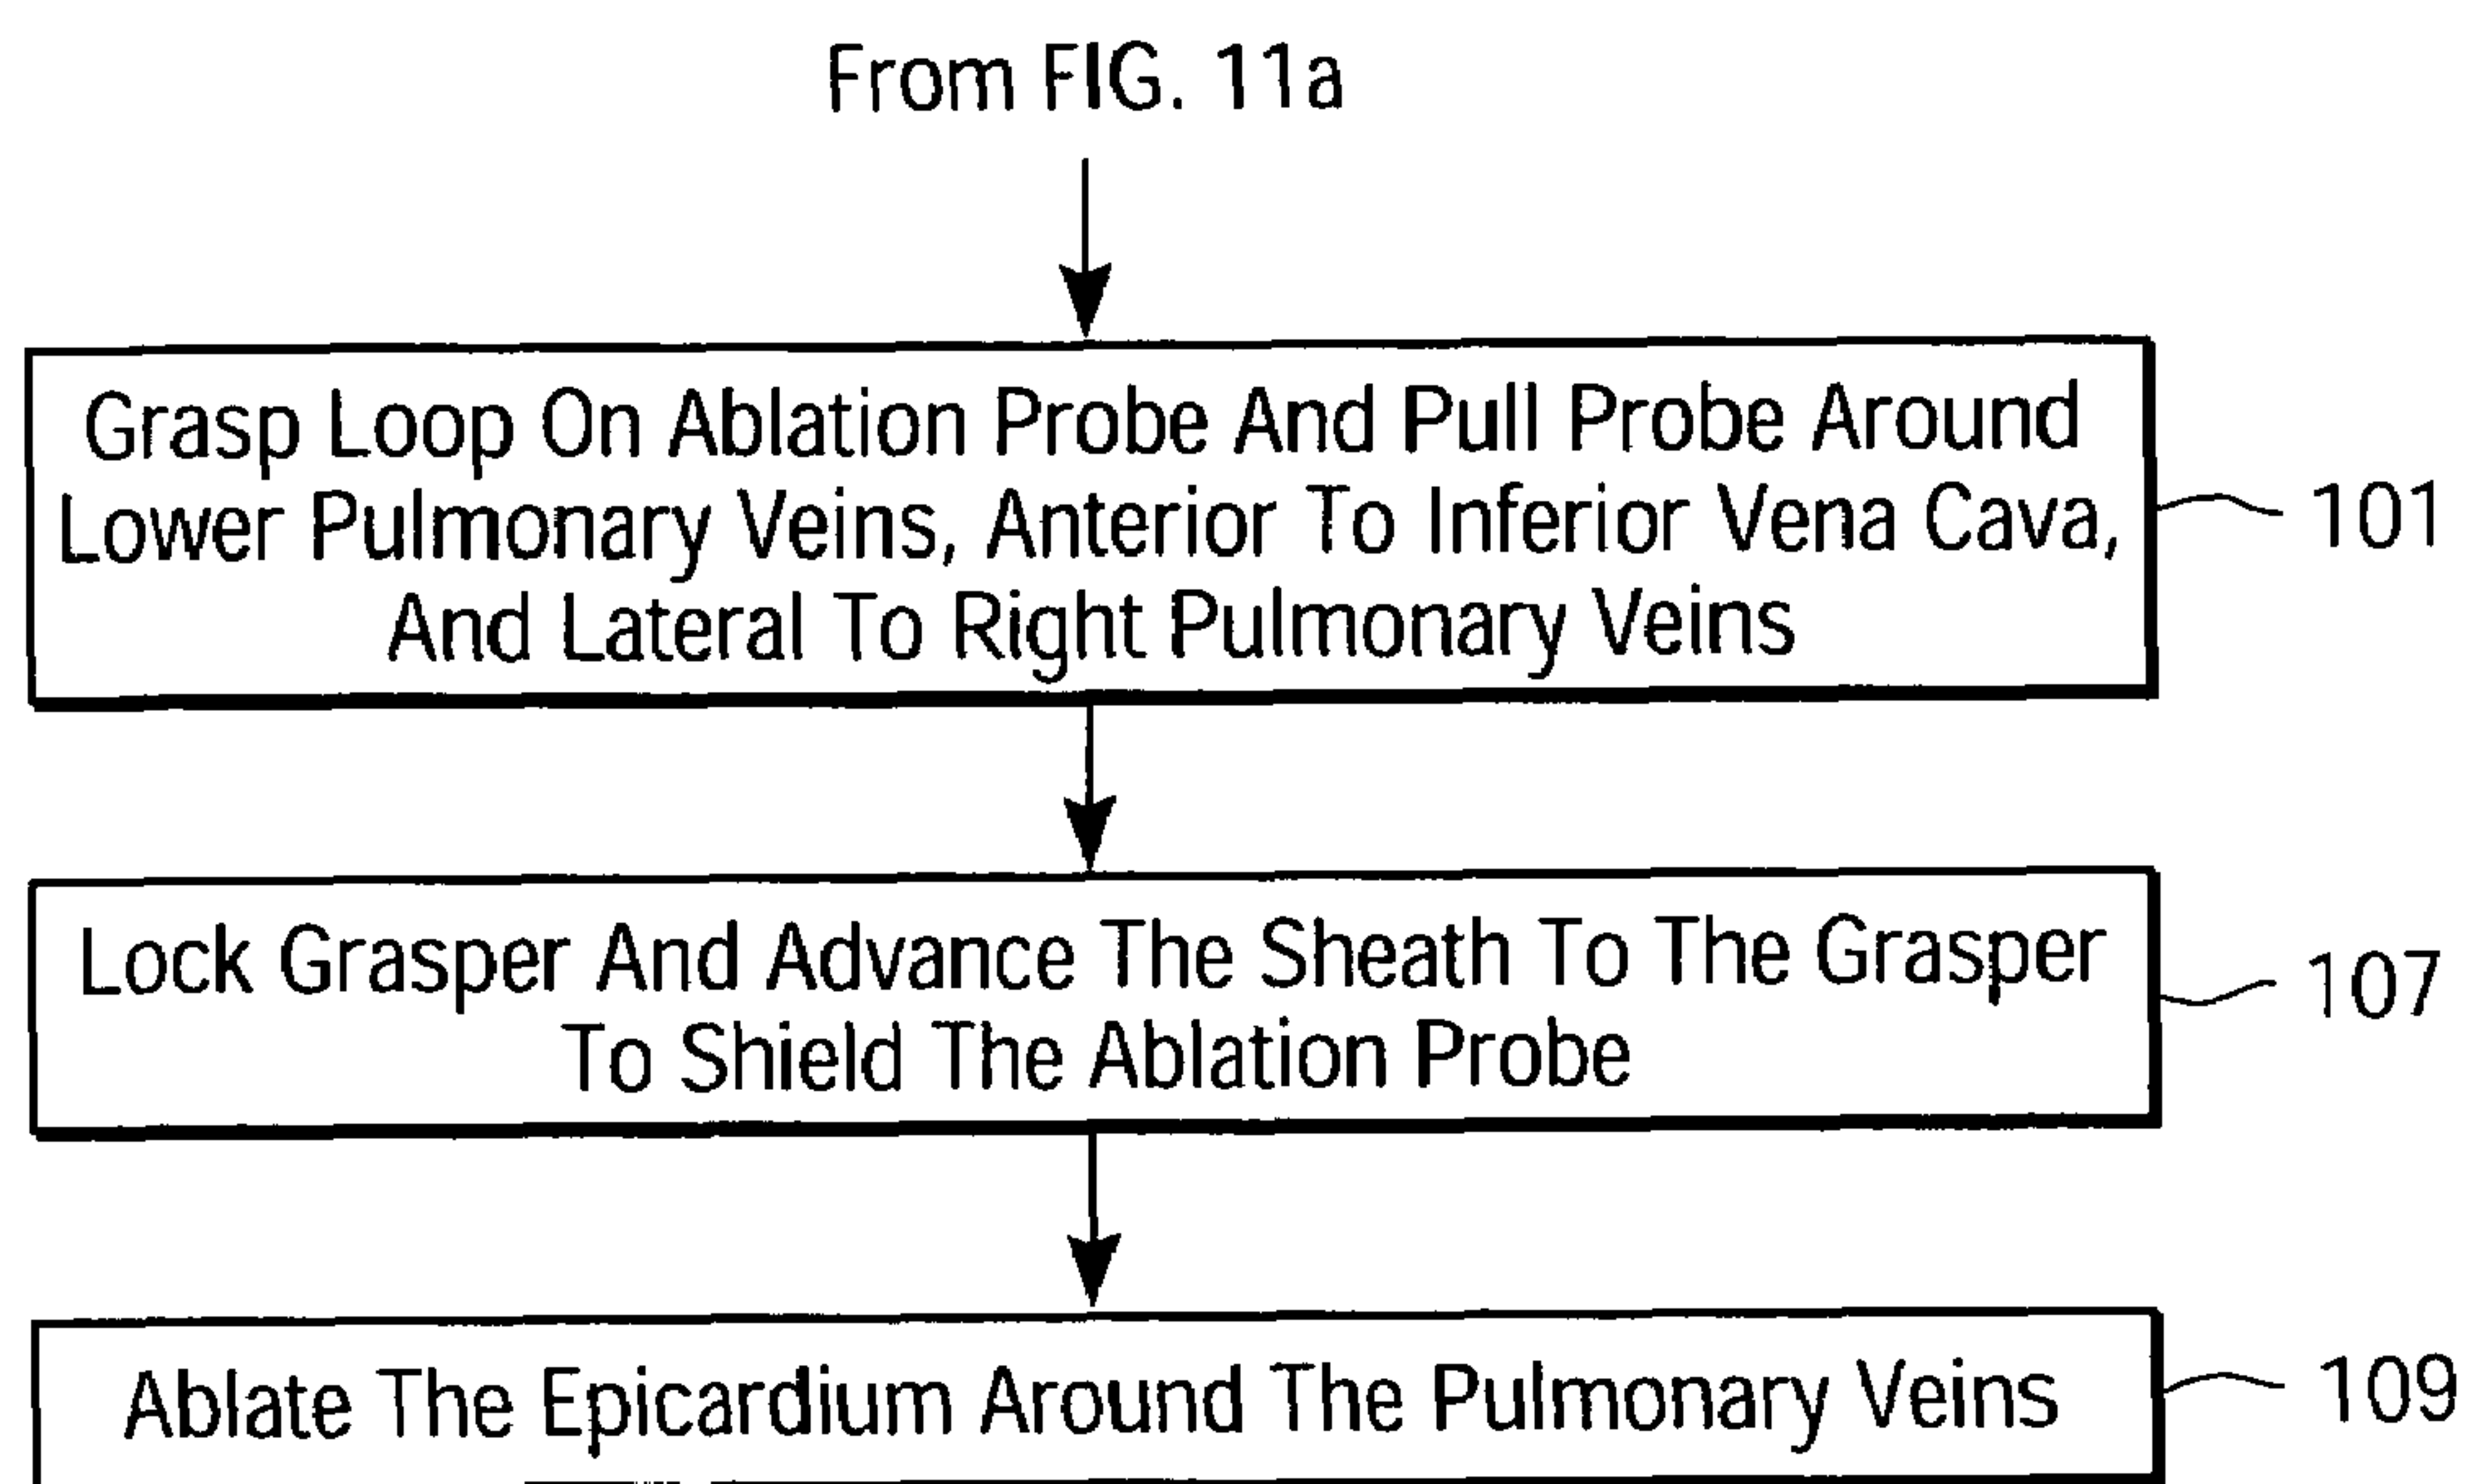 From FIG. 11a
Grasp Loop On Ablation Probe And Pull Probe Around
Lower Pulmonary Veins, Anterior To Inferior Vena Cava,
And Lateral To Right Pulmonary Veins
101
Lock Grasper And Advance The Sheath To The Grasper
To Shield The Ablation Probe
107
Ablate The Epicardium Around The Pulmonary Veins
109